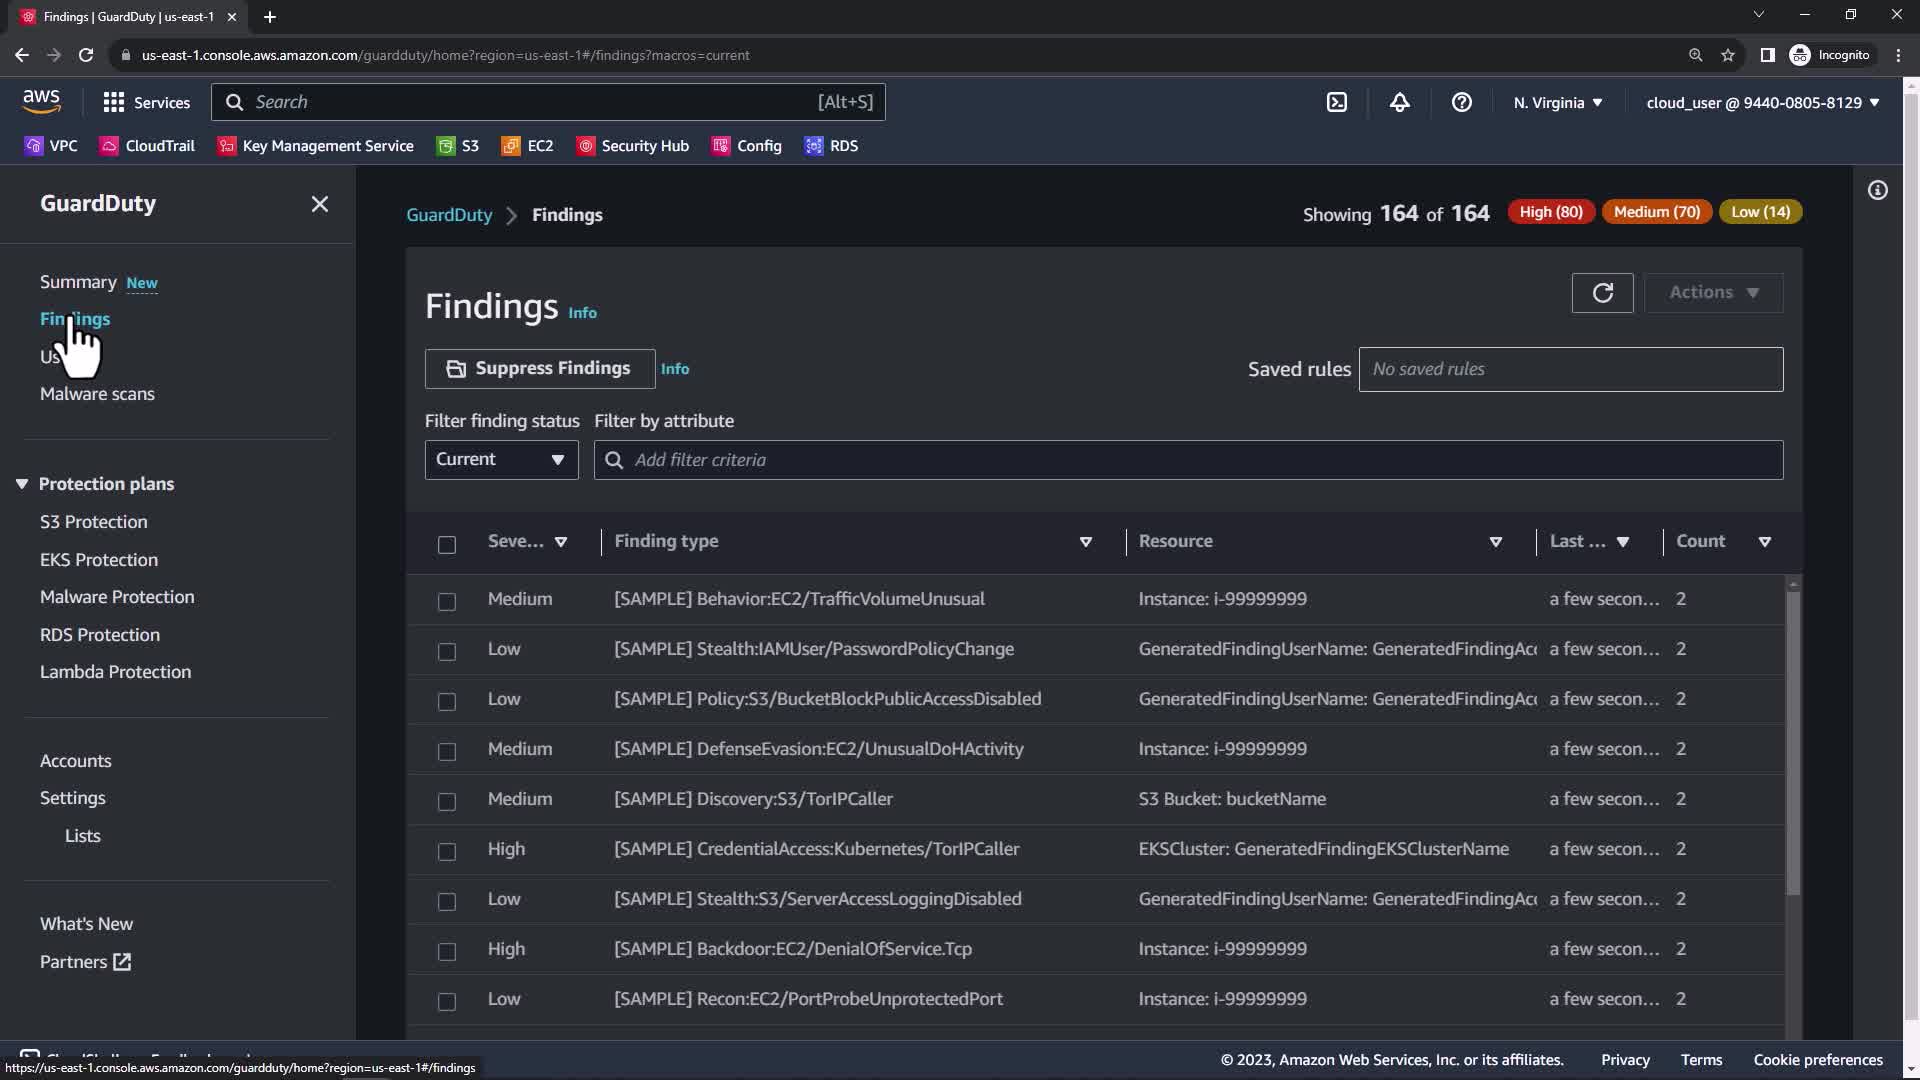 Findings | GuardDuty | us-east-1
us-east-1.console.aws.amazon.com/guardduty/home?region=us-east-1#/findings?macros=current
Incognito
aws
Services
Search
[Alt+S]
N. Virginia
cloud_user @ 9440-0805-8129
VPC
CloudTrail
Key Management Service
S3
EC2
Security Hub
Config
RDS
GuardDuty
Summary New
Findings
Malware scans
Protection plans
S3 Protection
EKS Protection
Malware Protection
RDS Protection
Lambda Protection
Accounts
Settings
Lists
What's New
Partners
GuardDuty > Findings
Showing 164 of 164
High (80)
Medium (70)
Low (14)
Findings Info
Actions
Suppress Findings Info
Saved rules
No saved rules
Filter finding status
Filter by attribute
Current
Add filter criteria
Seve... Finding type Resource Last ... Count
Medium [SAMPLE] Behavior:EC2/TrafficVolumeUnusual Instance: i-99999999 a few secon... 2
Low [SAMPLE] Stealth:IAMUser/PasswordPolicyChange GeneratedFindingUserName: GeneratedFindingAcc a few secon... 2
Low [SAMPLE] Policy:S3/BucketBlockPublicAccessDisabled GeneratedFindingUserName: GeneratedFindingAcc a few secon... 2
Medium [SAMPLE] DefenseEvasion:EC2/UnusualDoHActivity Instance: i-99999999 a few secon... 2
Medium [SAMPLE] Discovery:S3/TorIPCaller S3 Bucket: bucketName a few secon... 2
High [SAMPLE] CredentialAccess:Kubernetes/TorIPCaller EKSCluster: GeneratedFindingEKSClusterName a few secon... 2
Low [SAMPLE] Stealth:S3/ServerAccessLoggingDisabled GeneratedFindingUserName: GeneratedFindingAcc a few secon... 2
High [SAMPLE] Backdoor:EC2/DenialOfService.Tcp Instance: i-99999999 a few secon... 2
Low [SAMPLE] Recon:EC2/PortProbeUnprotectedPort Instance: i-99999999 a few secon... 2
https://us-east-1.console.aws.amazon.com/guardduty/home?region=us-east-1#/findings
© 2023, Amazon Web Services, Inc. or its affiliates.
Privacy
Terms
Cookie preferences